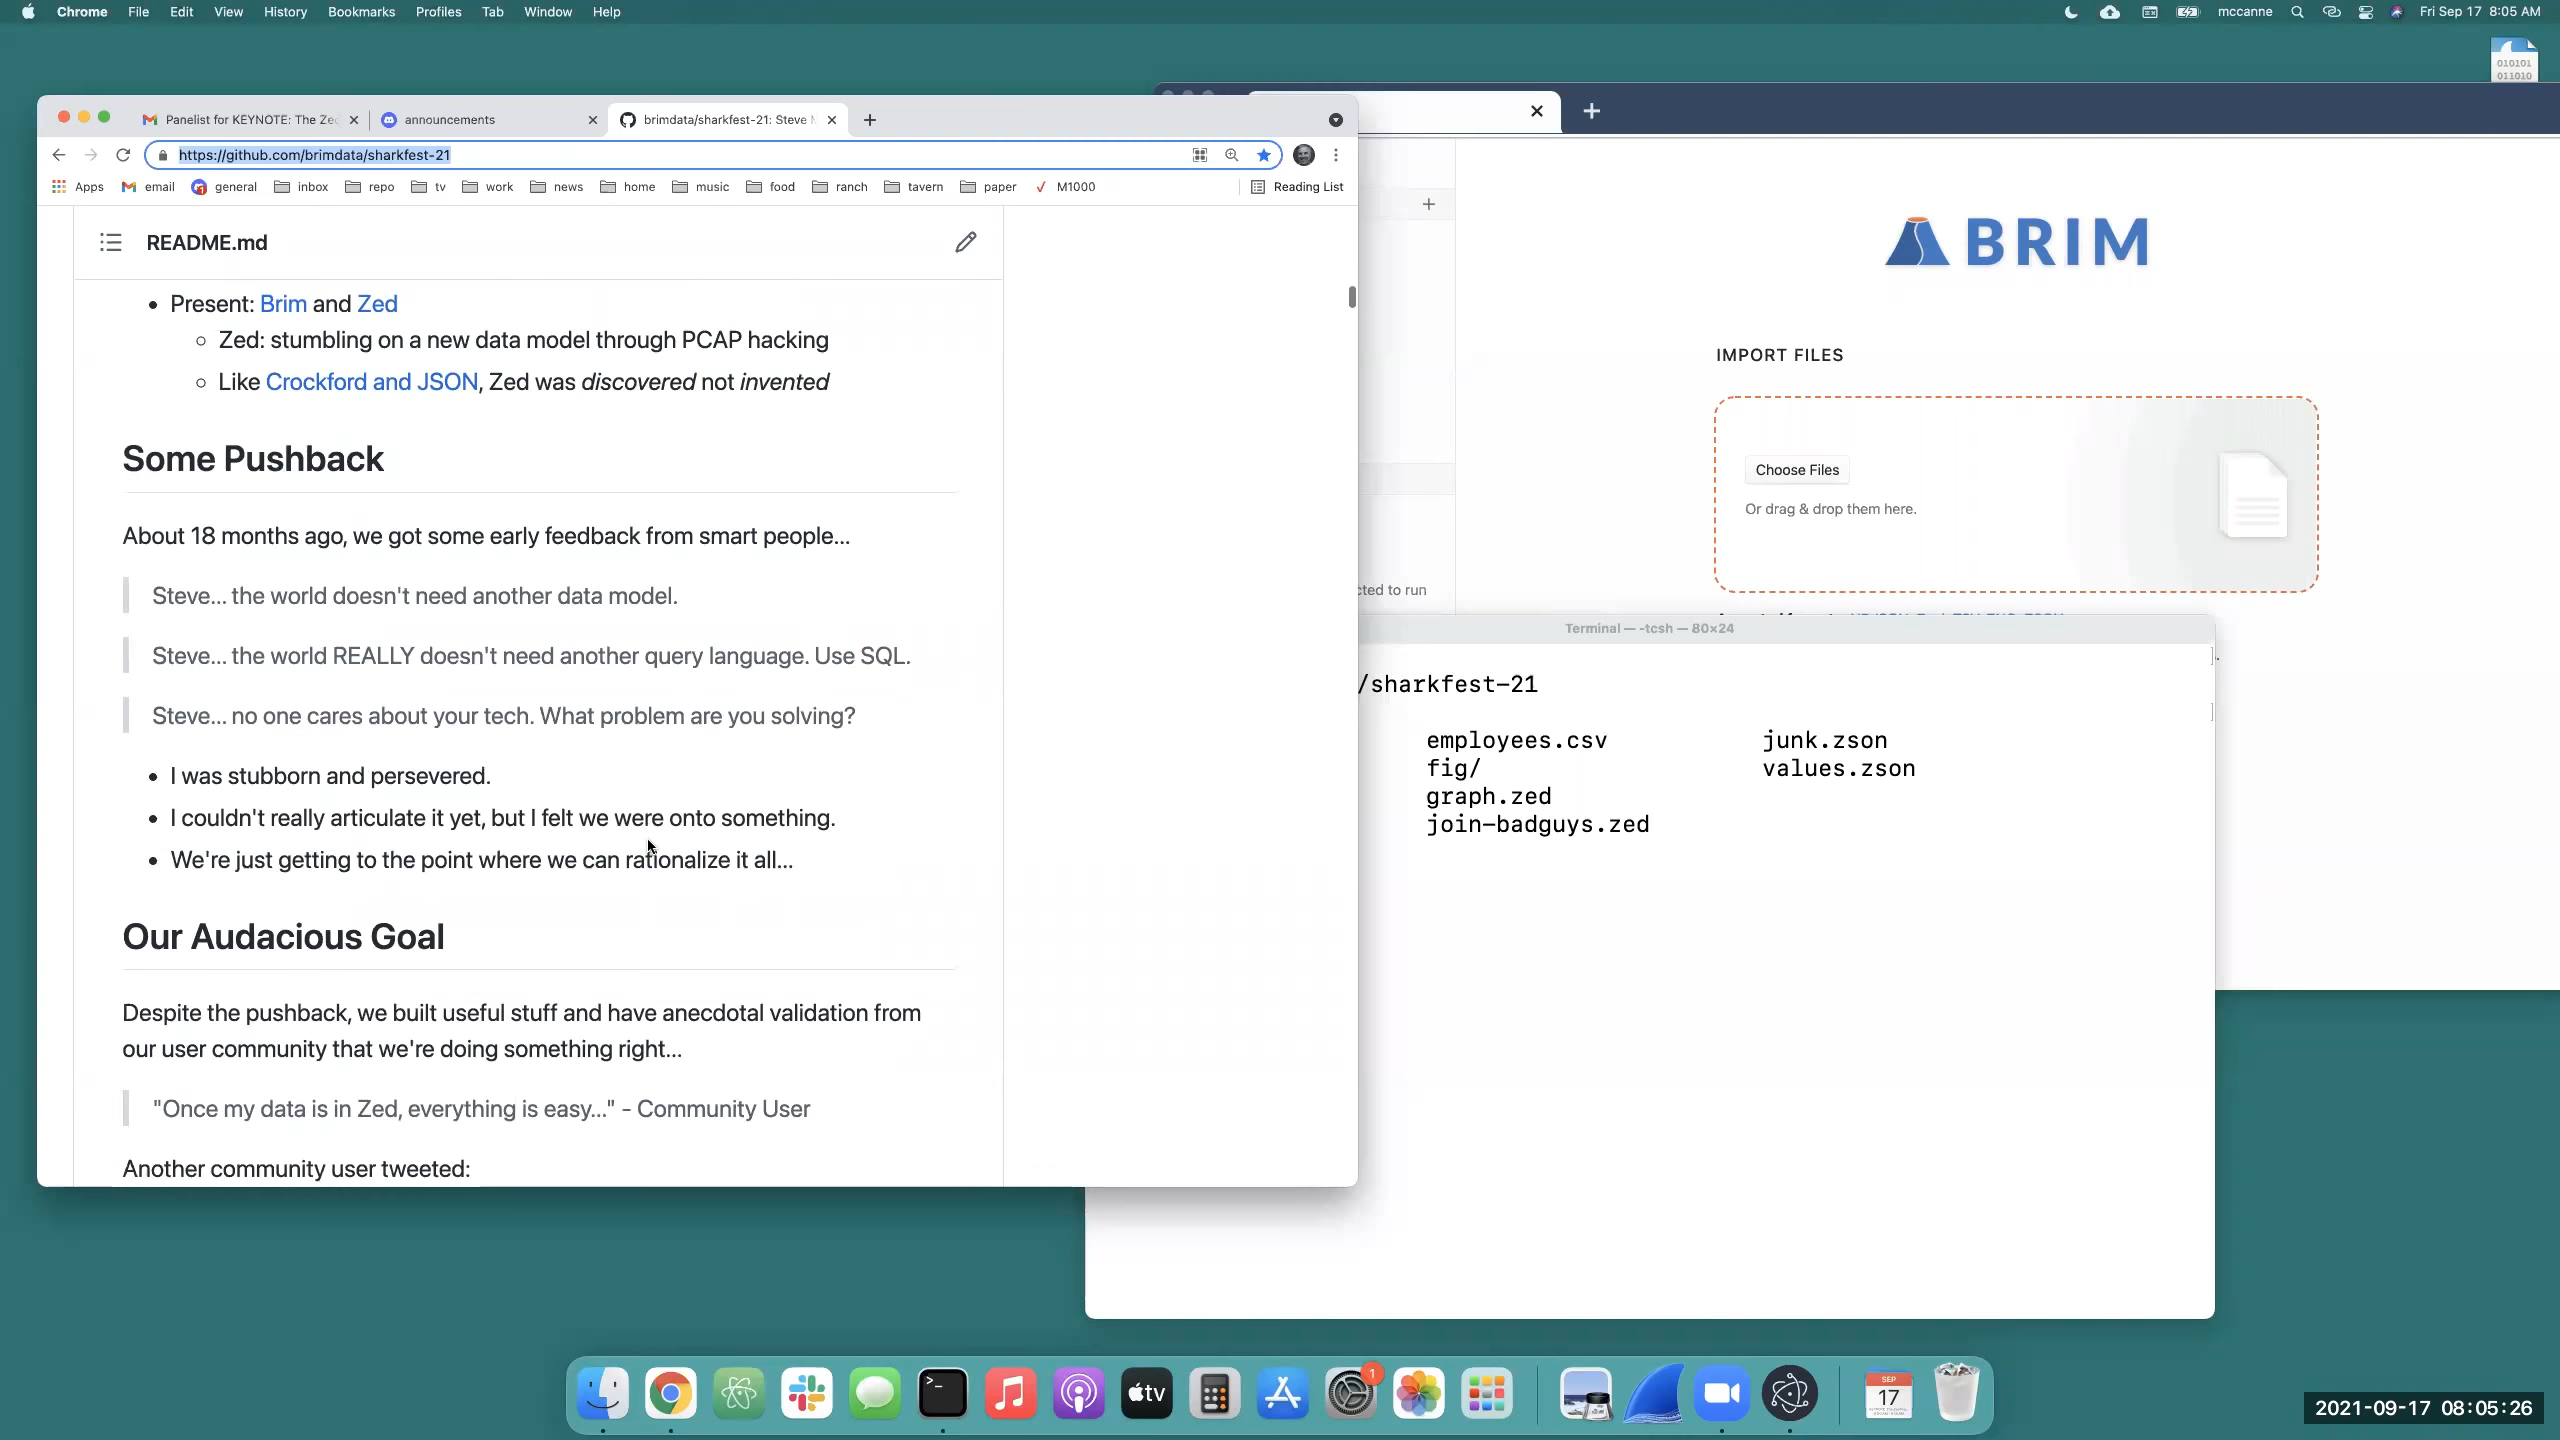 Chrome File Edit View History Bookmarks Profiles Tab Window Help
mccanne Fri Sep 17 8:05 AM
010101
011010
Panelist for KEYNOTE: The Ze
announcements
brimdata/sharkfest-21: Steve
https://github.com/brimdata/sharkfest-21
Apps email general inbox repo tv work news home music food ranch tavern paper M1000 Reading List
README.md
Present: Brim and Zed
Zed: stumbling on a new data model through PCAP hacking
Like Crockford and JSON, Zed was discovered not invented
Some Pushback
About 18 months ago, we got some early feedback from smart people...
Steve... the world doesn't need another data model.
Steve... the world REALLY doesn't need another query language. Use SQL.
Steve... no one cares about your tech. What problem are you solving?
I was stubborn and persevered.
I couldn't really articulate it yet, but I felt we were onto something.
We're just getting to the point where we can rationalize it all...
Our Audacious Goal
Despite the pushback, we built useful stuff and have anecdotal validation from
our user community that we're doing something right...
"Once my data is in Zed, everything is easy..." - Community User
Another community user tweeted:
BRIM
IMPORT FILES
Choose Files
Or drag & drop them here.
cted to run
Terminal — -tcsh — 80×24
/sharkfest-21
employees.csv junk.zson
fig/ values.zson
graph.zed
join-badguys.zed
tv
1
SEP
17
2021-09-17 08:05:26